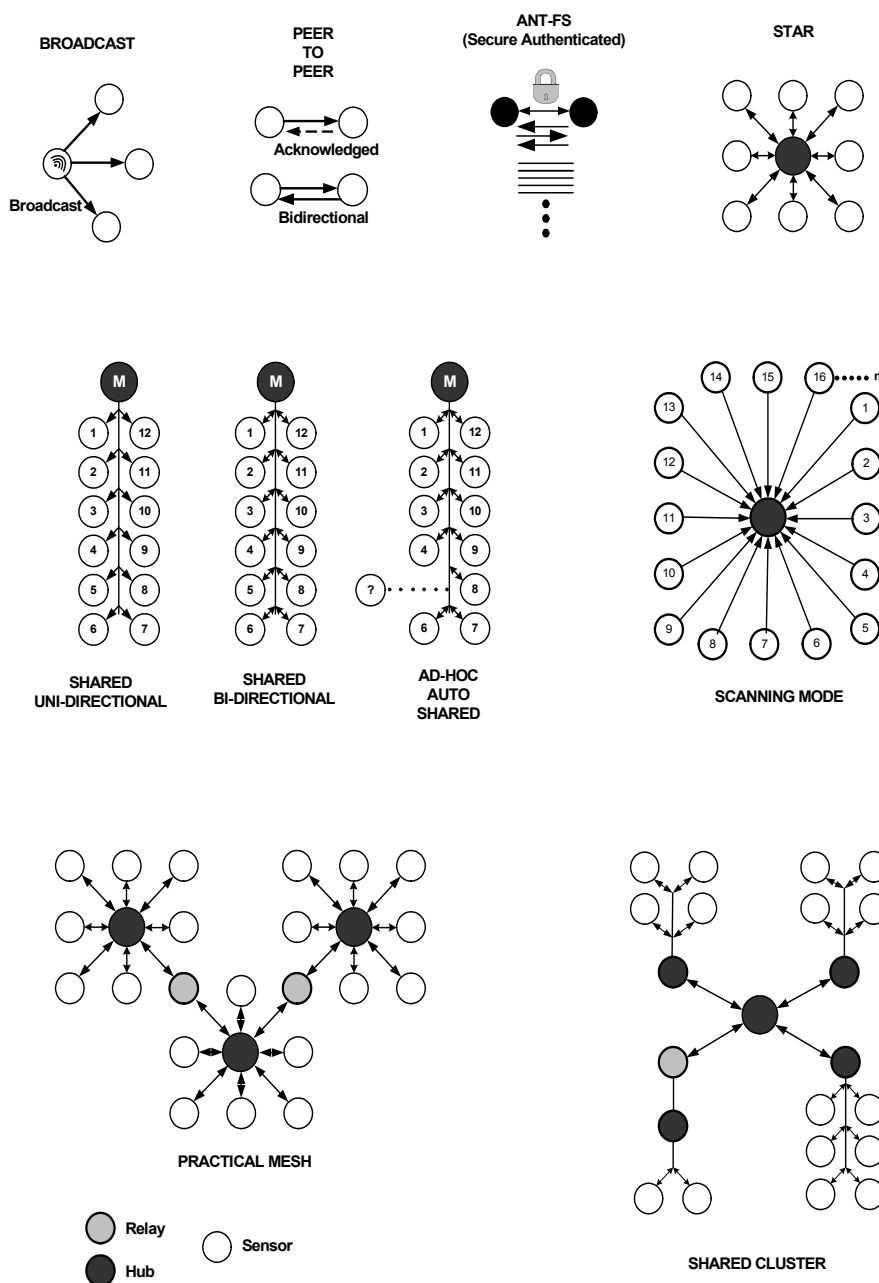 BROADCAST
Broadcast
PEER
TO
PEER
Acknowledged
Bidirectional
ANT-FS
(Secure Authenticated)
STAR
M
1 12
2 11
3 10
4 9
5 8
6 7
SHARED
UNI-DIRECTIONAL
M
1 12
2 11
3 10
4 9
5 8
6 7
SHARED
BI-DIRECTIONAL
M
1 12
2 11
3 10
4 9
? 8
6 7
AD-HOC
AUTO
SHARED
14 15 16 n
13 1
12 2
11 3
10 4
9 5
8 7 6
SCANNING MODE
PRACTICAL MESH
Relay
Hub
Sensor
SHARED CLUSTER